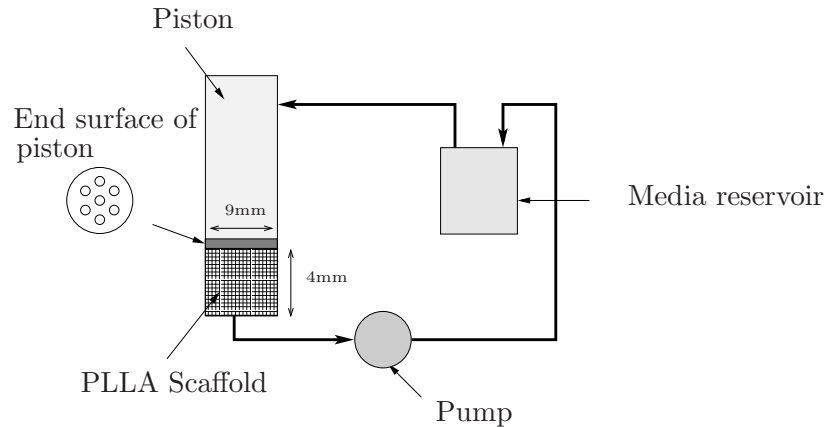 Piston
End surface of
piston
9mm
4mm
Media reservoir
PLLA Scaffold
Pump